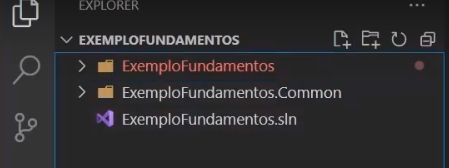 EXPLORER
EXEMPLOFUNDAMENTOS
ExemploFundamentos
ExemploFundamentos.Common
ExemploFundamentos.sln